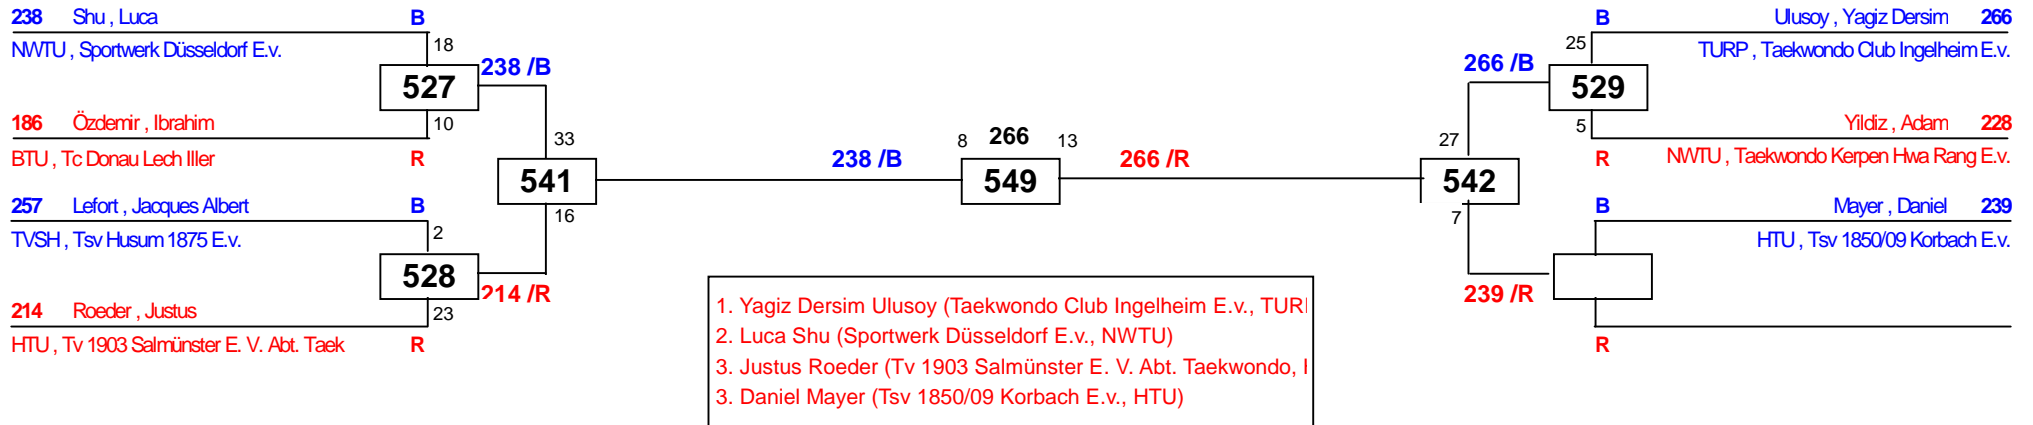 238 Shu , Luca B
NWTU , Sportwerk Düsseldorf E.v.
18
527
238 /B
10
186 Özdemir , Ibrahim
BTU , Tc Donau Lech Iller R
33
541
16
257 Lefort , Jacques Albert B
TVSH , Tsv Husum 1875 E.v.
2
528
214 /R
23
214 Roeder , Justus
HTU , Tv 1903 Salmünster E. V. Abt. Taek R
238 /B
8 266 13
549
266 /R
B Ulusoy , Yagiz Dersim 266
25
TURP , Taekwondo Club Ingelheim E.v.
266 /B
529
5
Yildiz , Adam 228
R NWTU , Taekwondo Kerpen Hwa Rang E.v.
27
542
7
B Mayer , Daniel 239
HTU , Tsv 1850/09 Korbach E.v.
239 /R
R
1. Yagiz Dersim Ulusoy (Taekwondo Club Ingelheim E.v., TUR
2. Luca Shu (Sportwerk Düsseldorf E.v., NWTU)
3. Justus Roeder (Tv 1903 Salmünster E. V. Abt. Taekwondo,
3. Daniel Mayer (Tsv 1850/09 Korbach E.v., HTU)